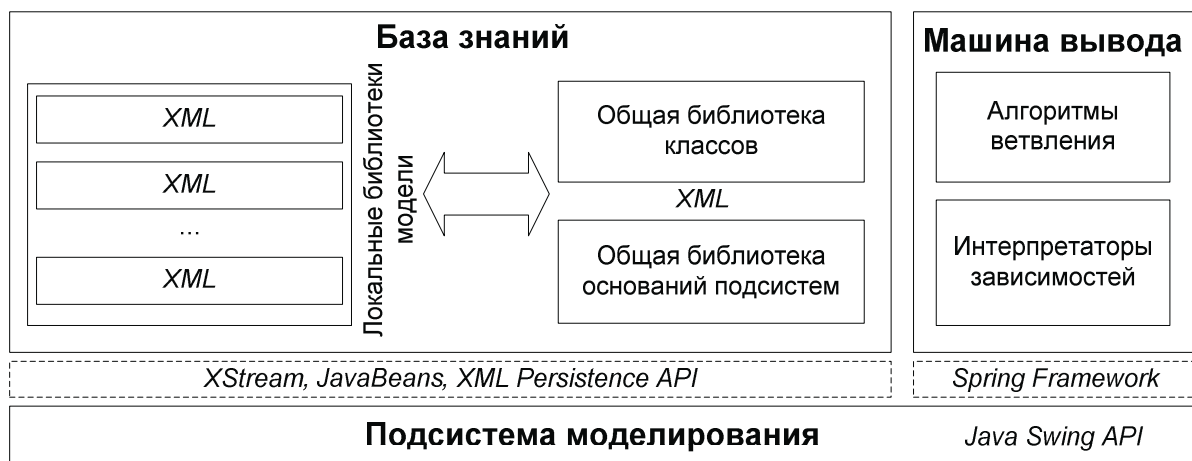 База знаний
XML
XML
...
XML
Локальные библиотеки
модели
Общая библиотека
классов
XML
Общая библиотека
оснований подсистем
Машина вывода
Алгоритмы
ветвления
Интерпретаторы
зависимостей
XStream, JavaBeans, XML Persistence API
Spring Framework
Подсистема моделирования
Java Swing API